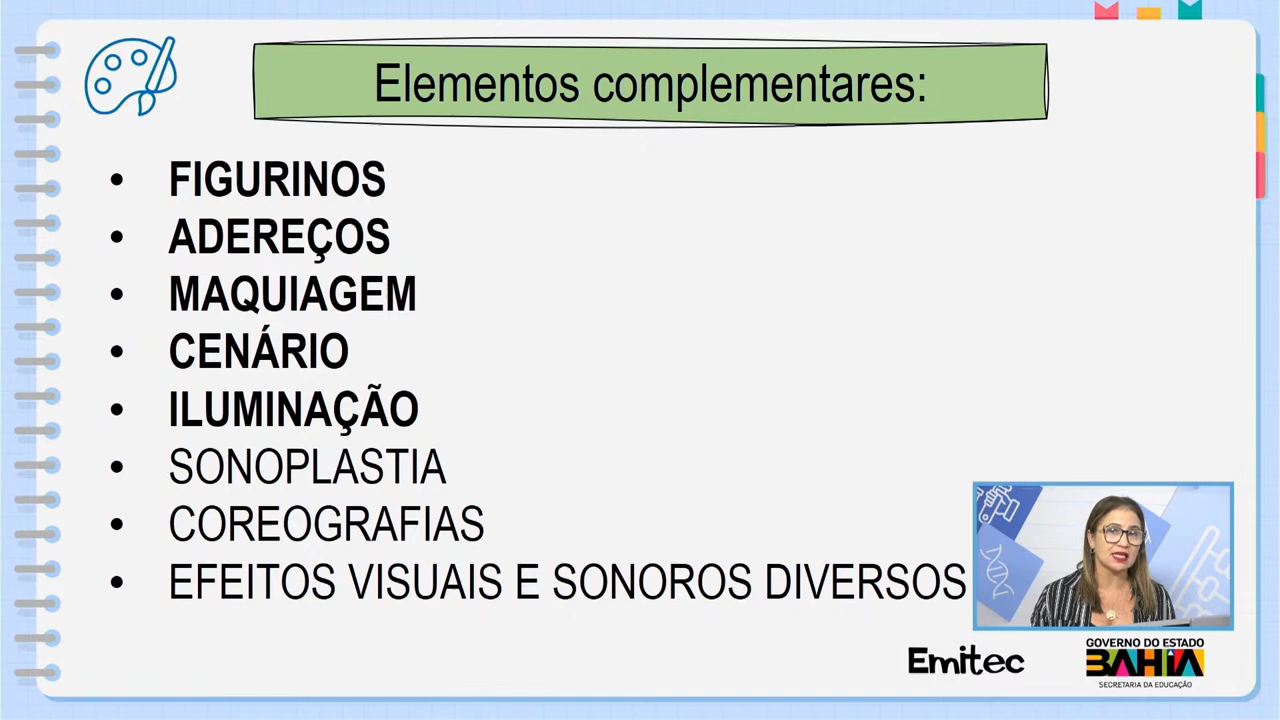 Elementos complementares:
• FIGURINOS
• ADEREÇOS
• MAQUIAGEM
• CENÁRIO
• ILUMINAÇÃO
• SONOPLASTIA
• COREOGRAFIAS
• EFEITOS VISUAIS E SONOROS DIVERSOS
Emitec
GOVERNO DO ESTADO
BAHIA
SECRETARIA DA EDUCAÇÃO